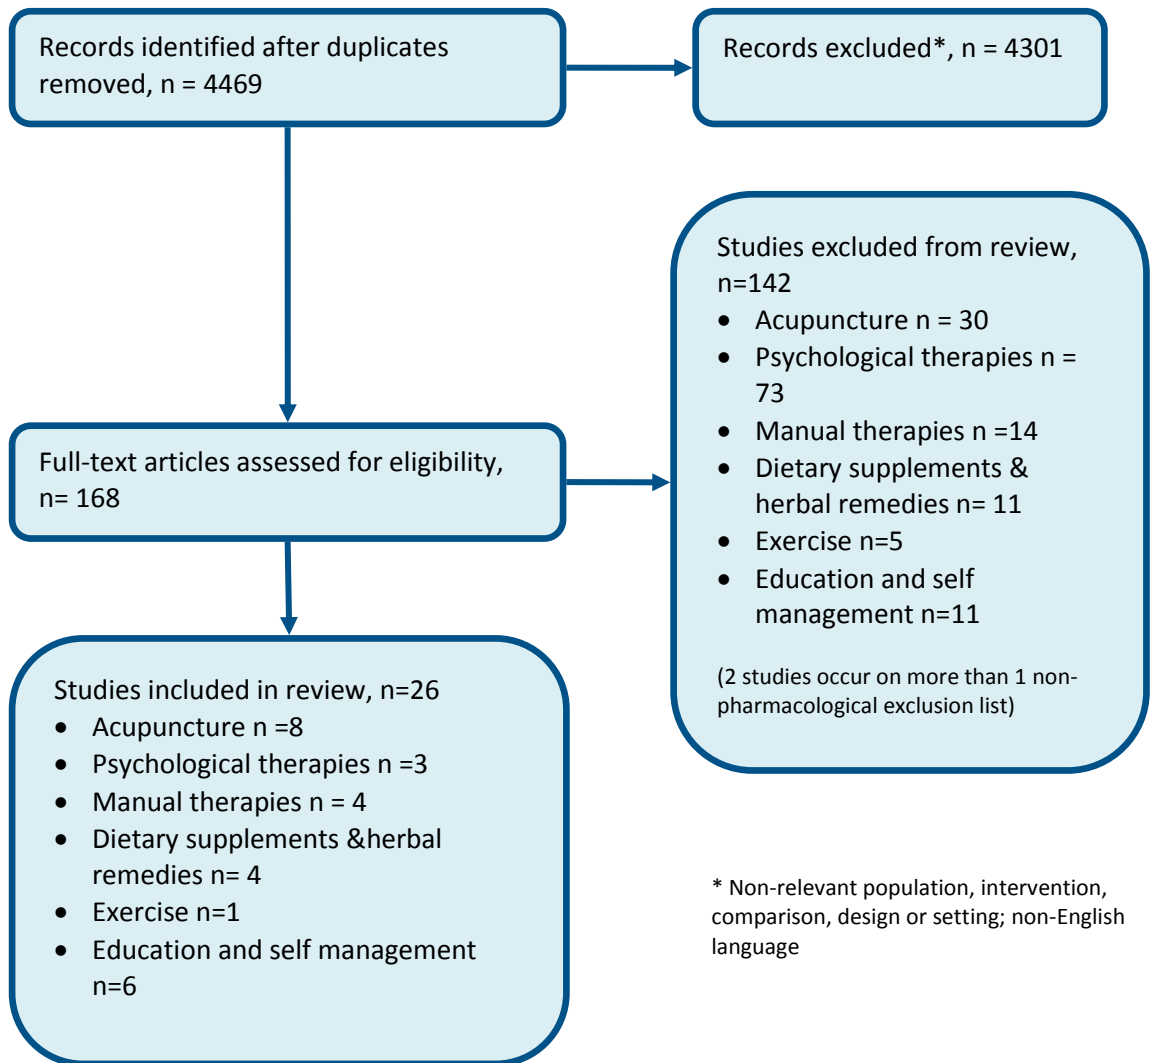 Records identified after duplicates
removed, n = 4469
Records excluded*, n = 4301
Studies excluded from review,
n=142
• Acupuncture n = 30
• Psychological therapies n =
73
• Manual therapies n =14
• Dietary supplements &
herbal remedies n= 11
• Exercise n=5
• Education and self
management n=11
(2 studies occur on more than 1 non-
pharmacological exclusion list)
Full-text articles assessed for eligibility,
n= 168
Studies included in review, n=26
• Acupuncture n =8
• Psychological therapies n =3
• Manual therapies n = 4
• Dietary supplements &herbal
remedies n= 4
• Exercise n=1
• Education and self management
n=6
* Non-relevant population, intervention,
comparison, design or setting; non-English
language